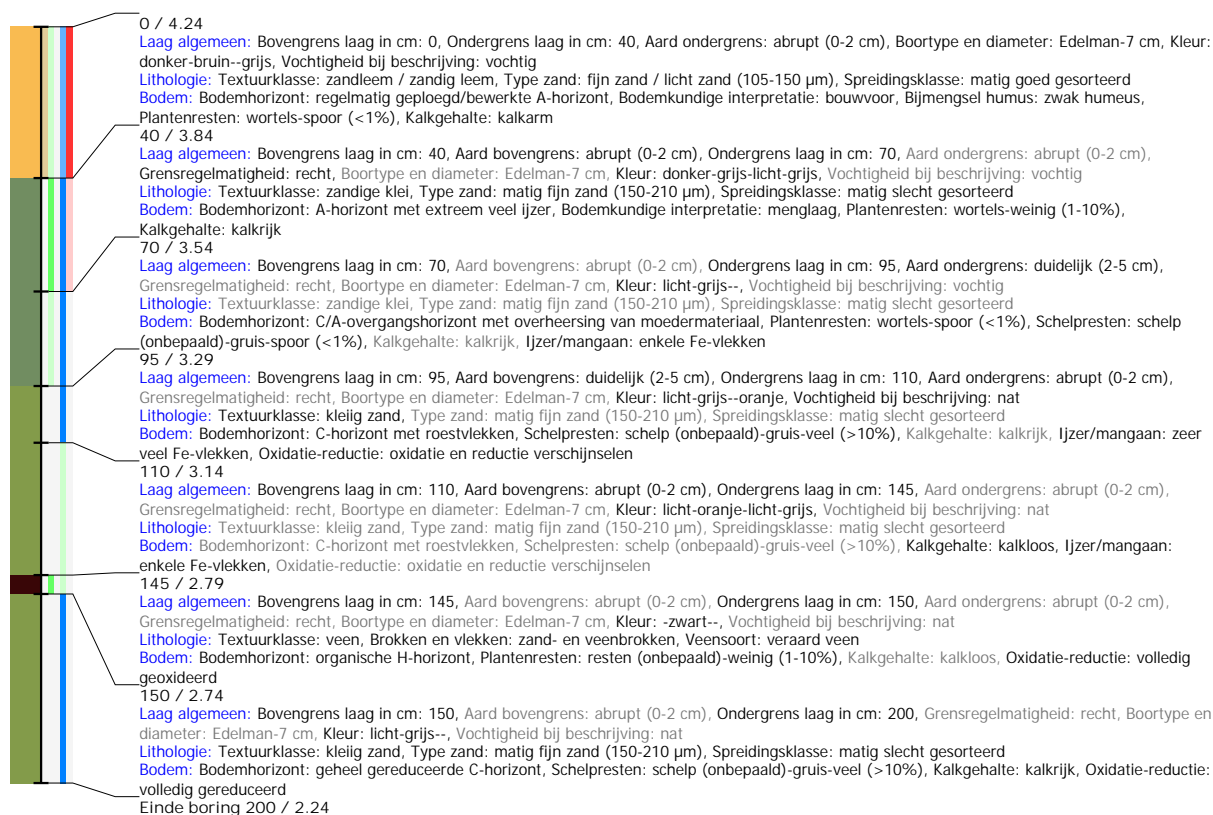 0 / 4.24
Laag algemeen: Bovengrens laag in cm: 0, Ondergrens laag in cm: 40, Aard ondergrens: abrupt (0-2 cm), Boortype en diameter: Edelman-7 cm, Kleur:
donker-bruin--grijs, Vochtigheid bij beschrijving: vochtig
Lithologie: Textuurklasse: zandleem / zandig leem, Type zand: fijn zand / licht zand (105-150 µm), Spreidingsklasse: matig goed gesorteerd
Bodem: Bodemhorizont: regelmatig geploegd/bewerkte A-horizont, Bodemkundige interpretatie: bouwvoor, Bijmengsel humus: zwak humeus,
Plantenresten: wortels-spoor (<1%), Kalkgehalte: kalkarm
40 / 3.84
Laag algemeen: Bovengrens laag in cm: 40, Aard bovengrens: abrupt (0-2 cm), Ondergrens laag in cm: 70, Aard ondergrens: abrupt (0-2 cm),
Grensregelmatigheid: recht, Boortype en diameter: Edelman-7 cm, Kleur: donker-grijs-licht-grijs, Vochtigheid bij beschrijving: vochtig
Lithologie: Textuurklasse: zandige klei, Type zand: matig fijn zand (150-210 µm), Spreidingsklasse: matig slecht gesorteerd
Bodem: Bodemhorizont: A-horizont met extreem veel ijzer, Bodemkundige interpretatie: menglaag, Plantenresten: wortels-weinig (1-10%),
Kalkgehalte: kalkrijk
70 / 3.54
Laag algemeen: Bovengrens laag in cm: 70, Aard bovengrens: abrupt (0-2 cm), Ondergrens laag in cm: 95, Aard ondergrens: duidelijk (2-5 cm),
Grensregelmatigheid: recht, Boortype en diameter: Edelman-7 cm, Kleur: licht-grijs--, Vochtigheid bij beschrijving: vochtig
Lithologie: Textuurklasse: zandige klei, Type zand: matig fijn zand (150-210 µm), Spreidingsklasse: matig slecht gesorteerd
Bodem: Bodemhorizont: C/A-overgangshorizont met overheersing van moedermateriaal, Plantenresten: wortels-spoor (<1%), Schelpresten: schelp
(onbepaald)-gruis-spoor (<1%), Kalkgehalte: kalkrijk, Ijzer/mangaan: enkele Fe-vlekken
95 / 3.29
Laag algemeen: Bovengrens laag in cm: 95, Aard bovengrens: duidelijk (2-5 cm), Ondergrens laag in cm: 110, Aard ondergrens: abrupt (0-2 cm),
Grensregelmatigheid: recht, Boortype en diameter: Edelman-7 cm, Kleur: licht-grijs--oranje, Vochtigheid bij beschrijving: nat
Lithologie: Textuurklasse: kleiig zand, Type zand: matig fijn zand (150-210 µm), Spreidingsklasse: matig slecht gesorteerd
Bodem: Bodemhorizont: C-horizont met roestvlekken, Schelpresten: schelp (onbepaald)-gruis-veel (>10%), Kalkgehalte: kalkrijk, Ijzer/mangaan: zeer
veel Fe-vlekken, Oxidatie-reductie: oxidatie en reductie verschijnselen
110 / 3.14
Laag algemeen: Bovengrens laag in cm: 110, Aard bovengrens: abrupt (0-2 cm), Ondergrens laag in cm: 145, Aard ondergrens: abrupt (0-2 cm),
Grensregelmatigheid: recht, Boortype en diameter: Edelman-7 cm, Kleur: licht-oranje-licht-grijs, Vochtigheid bij beschrijving: nat
Lithologie: Textuurklasse: kleiig zand, Type zand: matig fijn zand (150-210 µm), Spreidingsklasse: matig slecht gesorteerd
Bodem: Bodemhorizont: C-horizont met roestvlekken, Schelpresten: schelp (onbepaald)-gruis-veel (>10%), Kalkgehalte: kalkloos, Ijzer/mangaan:
enkele Fe-vlekken, Oxidatie-reductie: oxidatie en reductie verschijnselen
145 / 2.79
Laag algemeen: Bovengrens laag in cm: 145, Aard bovengrens: abrupt (0-2 cm), Ondergrens laag in cm: 150, Aard ondergrens: abrupt (0-2 cm),
Grensregelmatigheid: recht, Boortype en diameter: Edelman-7 cm, Kleur: -zwart--, Vochtigheid bij beschrijving: nat
Lithologie: Textuurklasse: veen, Brokken en vlekken: zand- en veenbrokken, Veensoort: veraard veen
Bodem: Bodemhorizont: organische H-horizont, Plantenresten: resten (onbepaald)-weinig (1-10%), Kalkgehalte: kalkloos, Oxidatie-reductie: volledig
geoxideerd
150 / 2.74
Laag algemeen: Bovengrens laag in cm: 150, Aard bovengrens: abrupt (0-2 cm), Ondergrens laag in cm: 200, Grensregelmatigheid: recht, Boortype en
diameter: Edelman-7 cm, Kleur: licht-grijs--, Vochtigheid bij beschrijving: nat
Lithologie: Textuurklasse: kleiig zand, Type zand: matig fijn zand (150-210 µm), Spreidingsklasse: matig slecht gesorteerd
Bodem: Bodemhorizont: geheel gereduceerde C-horizont, Schelpresten: schelp (onbepaald)-gruis-veel (>10%), Kalkgehalte: kalkrijk, Oxidatie-reductie:
volledig gereduceerd
Einde boring 200 / 2.24